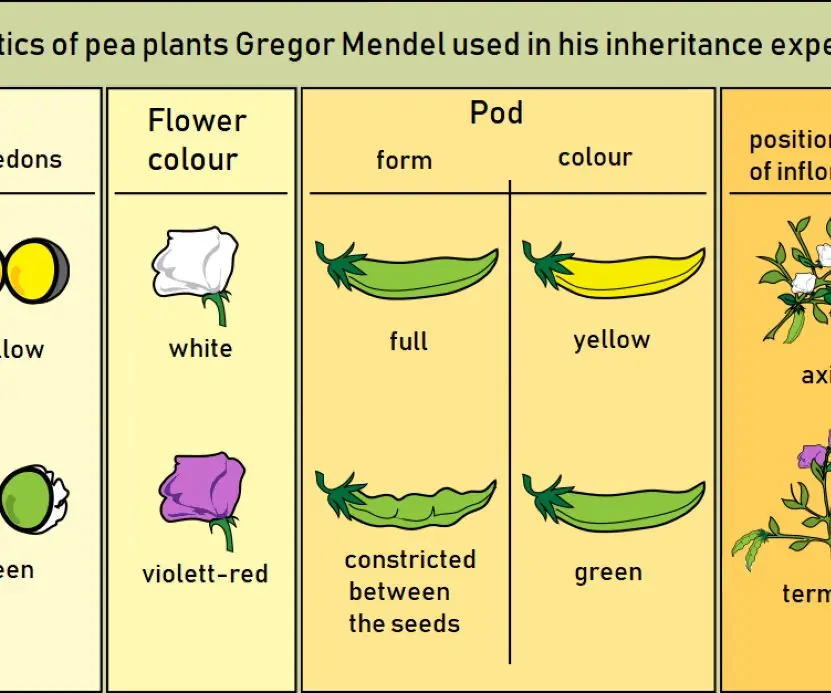 tics of pea plants Gregor Mendel used in his inheritance expe
edons
llow
een
Flower
colour
white
violett-red
Pod
form
colour
full
yellow
constricted
between
the seeds
green
position
of inflo
axi
term